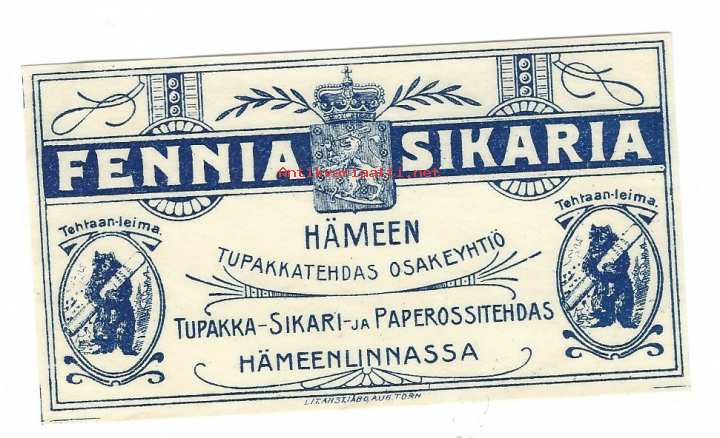 FENNIA SIKARIA
Antikvariaatti.net
Tehtaan-leima.
Tehtaan-leima.
HÄMEEN
TUPAKKATEHDAS OSAKEYHTIÖ
TUPAKKA-SIKARI-JA PAPEROSSITEHDAS
HÄMEENLINNASSA